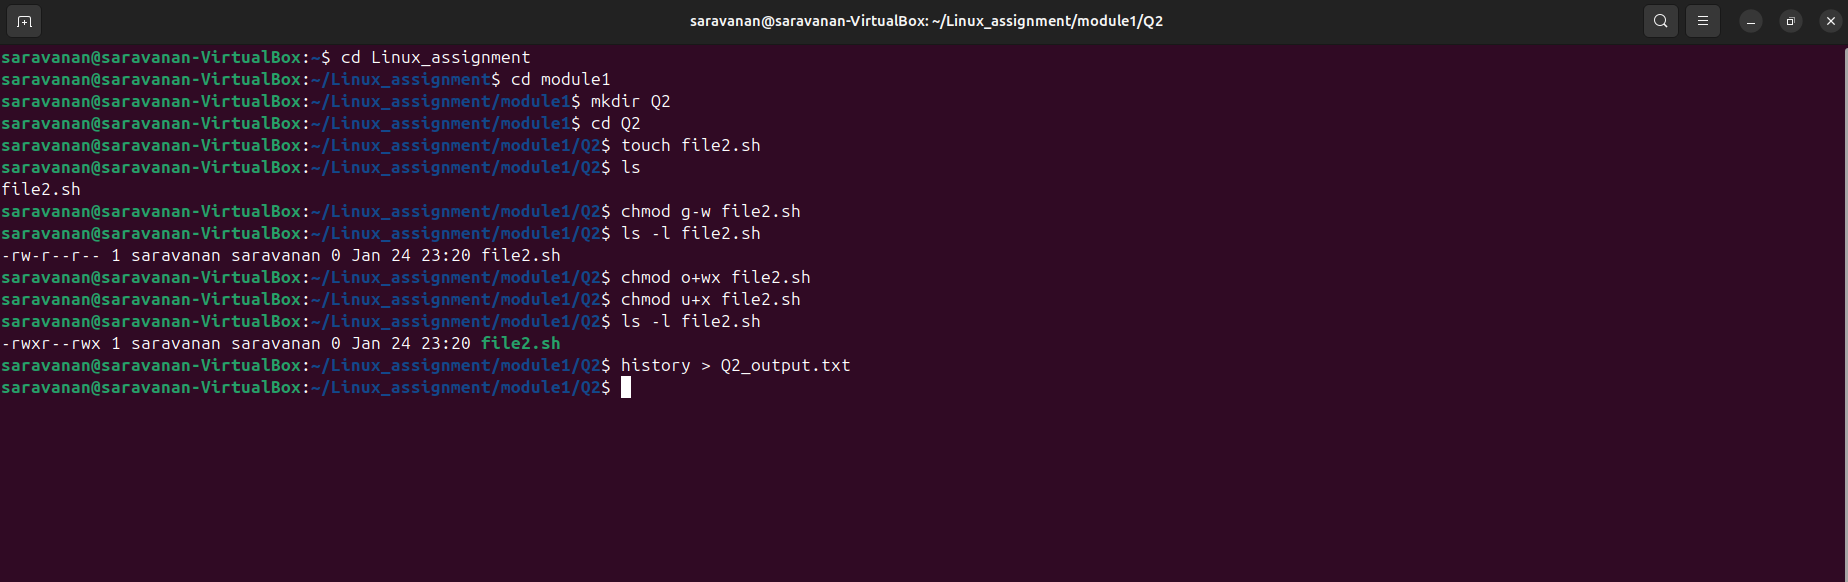 saravanan@saravanan-VirtualBox: ~/Linux_assignment/module1/Q2
saravanan@saravanan-VirtualBox:~$ cd Linux_assignment
saravanan@saravanan-VirtualBox:~/Linux_assignment$ cd module1
saravanan@saravanan-VirtualBox:~/Linux_assignment/module1$ mkdir Q2
saravanan@saravanan-VirtualBox:~/Linux_assignment/module1$ cd Q2
saravanan@saravanan-VirtualBox:~/Linux_assignment/module1/Q2$ touch file2.sh
saravanan@saravanan-VirtualBox:~/Linux_assignment/module1/Q2$ ls
file2.sh
saravanan@saravanan-VirtualBox:~/Linux_assignment/module1/Q2$ chmod g-w file2.sh
saravanan@saravanan-VirtualBox:~/Linux_assignment/module1/Q2$ ls -l file2.sh
-rw-r--r-- 1 saravanan saravanan 0 Jan 24 23:20 file2.sh
saravanan@saravanan-VirtualBox:~/Linux_assignment/module1/Q2$ chmod o+wx file2.sh
saravanan@saravanan-VirtualBox:~/Linux_assignment/module1/Q2$ chmod u+x file2.sh
saravanan@saravanan-VirtualBox:~/Linux_assignment/module1/Q2$ ls -l file2.sh
-rwxr--rwx 1 saravanan saravanan 0 Jan 24 23:20 file2.sh
saravanan@saravanan-VirtualBox:~/Linux_assignment/module1/Q2$ history > Q2_output.txt
saravanan@saravanan-VirtualBox:~/Linux_assignment/module1/Q2$